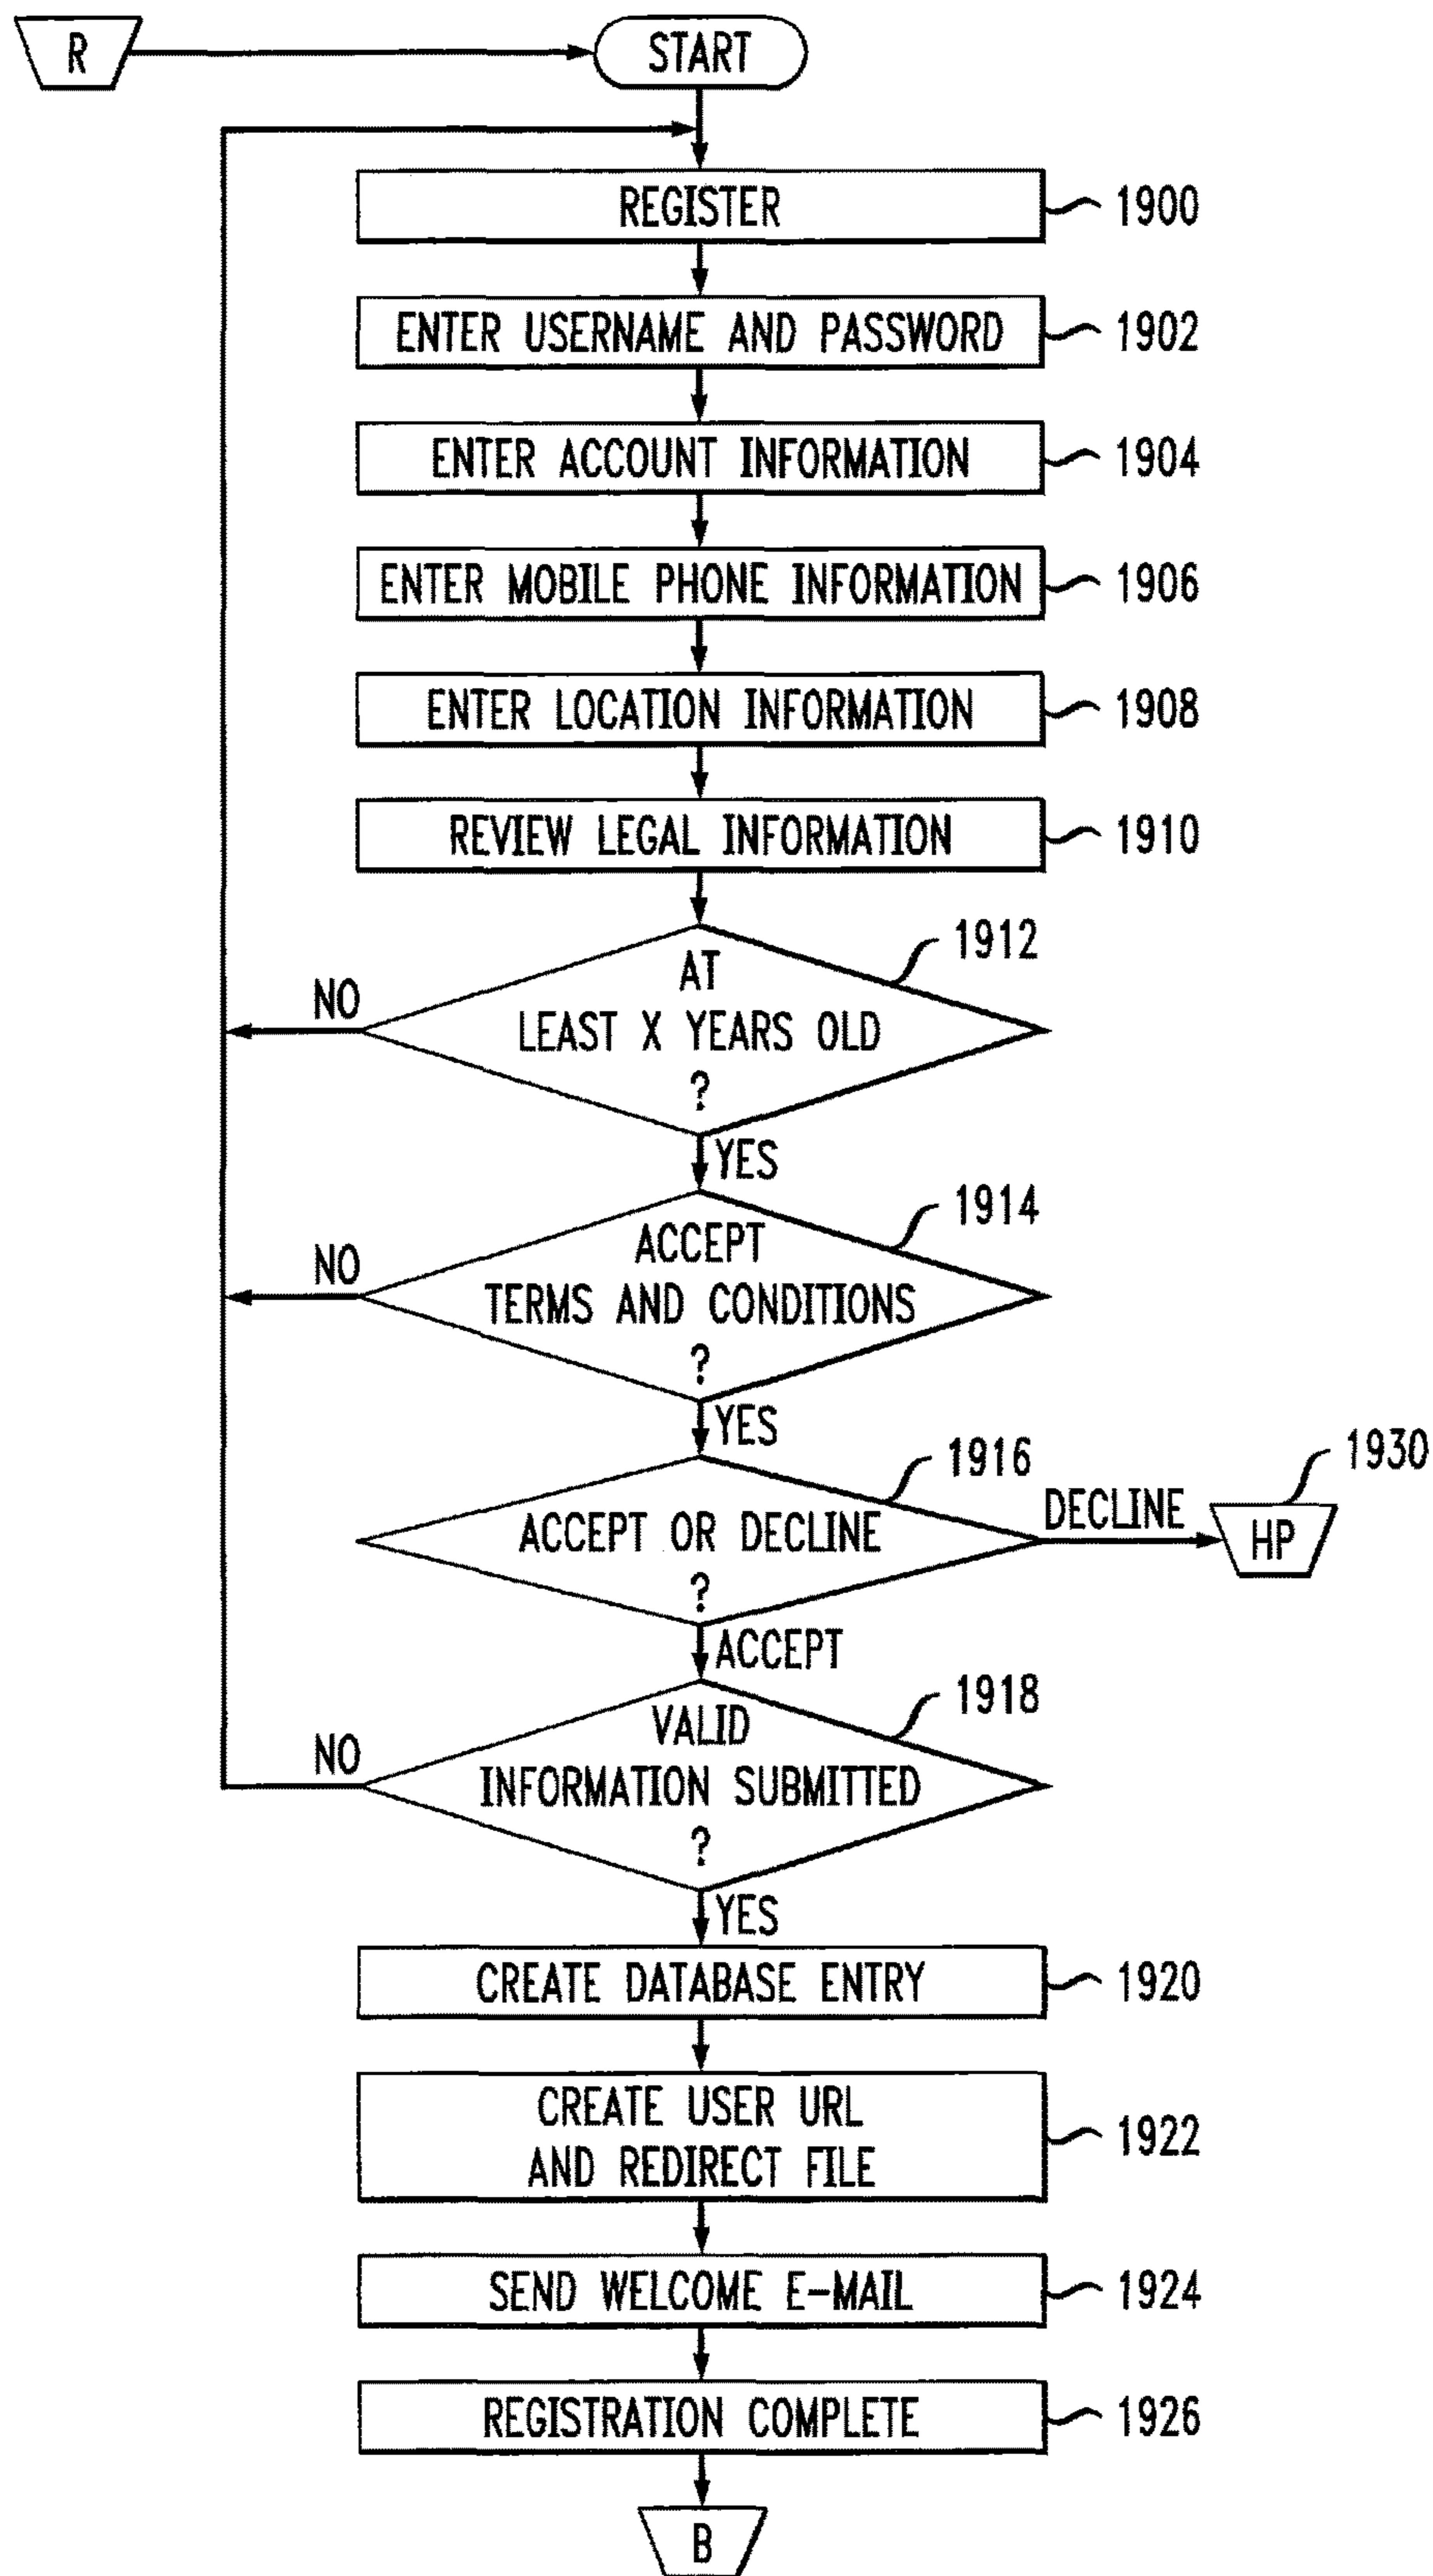 R
START
REGISTER
1900
ENTER USERNAME AND PASSWORD
1902
ENTER ACCOUNT INFORMATION
1904
ENTER MOBILE PHONE INFORMATION
1906
ENTER LOCATION INFORMATION
1908
REVIEW LEGAL INFORMATION
1910
1912
AT
LEAST X YEARS OLD
?
NO
YES
1914
ACCEPT
TERMS AND CONDITIONS
?
NO
YES
1916
ACCEPT OR DECLINE
?
DECLINE
1930
HP
ACCEPT
1918
VALID
INFORMATION SUBMITTED
?
NO
YES
CREATE DATABASE ENTRY
1920
CREATE USER URL
AND REDIRECT FILE
1922
SEND WELCOME E-MAIL
1924
REGISTRATION COMPLETE
1926
B